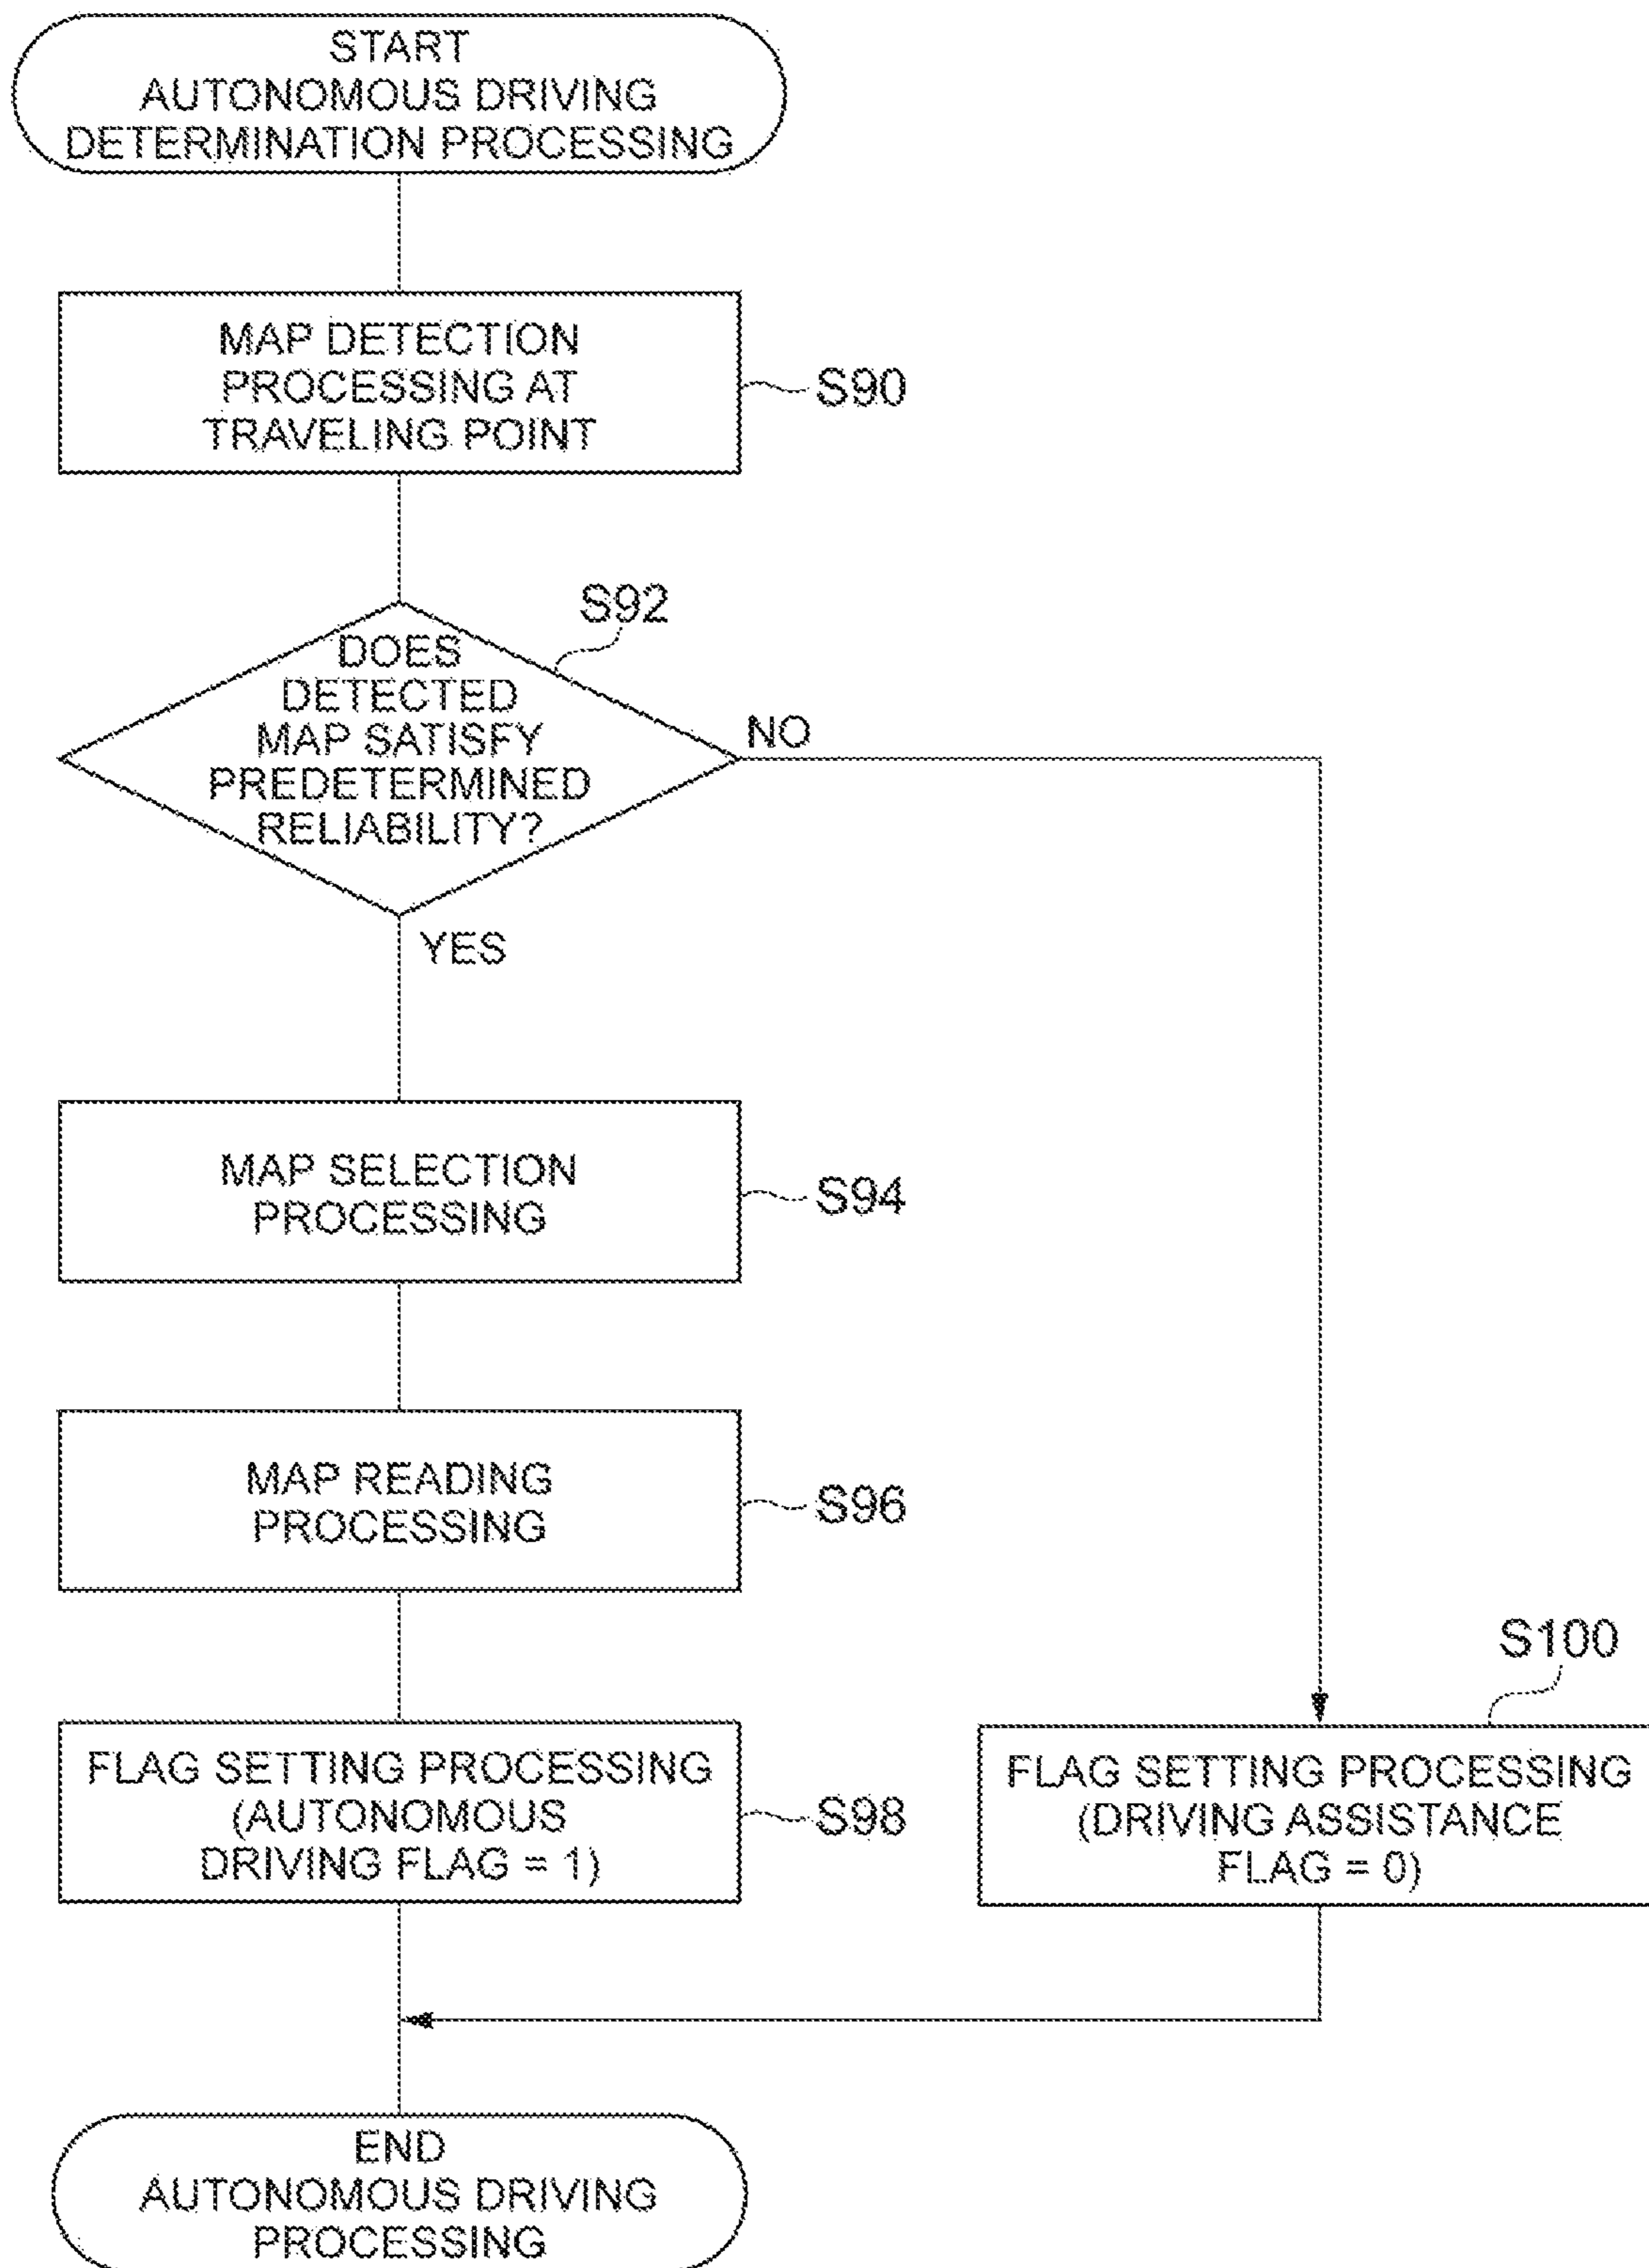 START
AUTONOMOUS DRIVING
DETERMINATION PROCESSING
MAP DETECTION
PROCESSING AT
TRAVELING POINT
S90
S92
DOES
DETECTED
MAP SATISFY
PREDETERMINED
RELIABILITY?
NO
YES
MAP SELECTION
PROCESSING
S94
MAP READING
PROCESSING
S96
FLAG SETTING PROCESSING
(AUTONOMOUS
DRIVING FLAG = 1)
S98
S100
FLAG SETTING PROCESSING
(DRIVING ASSISTANCE
FLAG = 0)
END
AUTONOMOUS DRIVING
PROCESSING